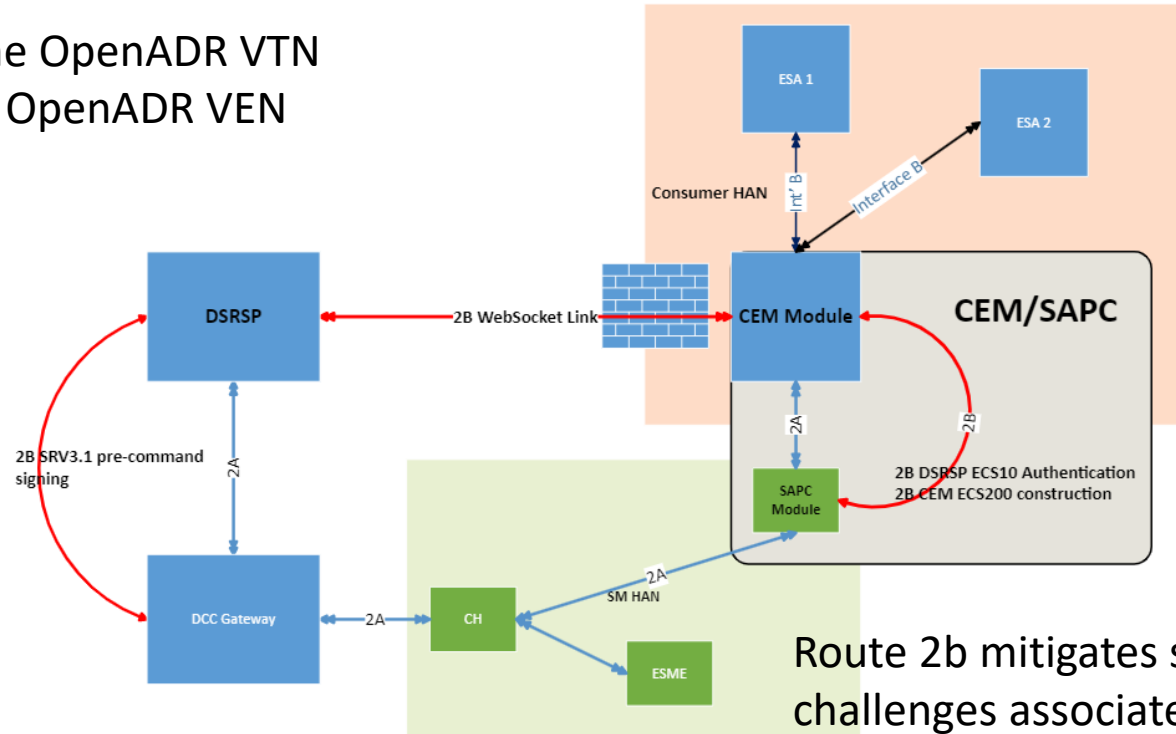 ne OpenADR VTN
OpenADR VEN
ESA 1
ESA 2
Consumer HAN
Int' B
Interface B
DSRSP
2B WebSocket Link
CEM Module
CEM/SAPC
2B SRV3.1 pre-command
signing
2A
2A
2B
2B DSRSP ECS10 Authentication
2B CEM ECS200 construction
SAPC
Module
2A
SM HAN
DCC Gateway
2A
CH
ESME
Route 2b mitigates s
challenges associate